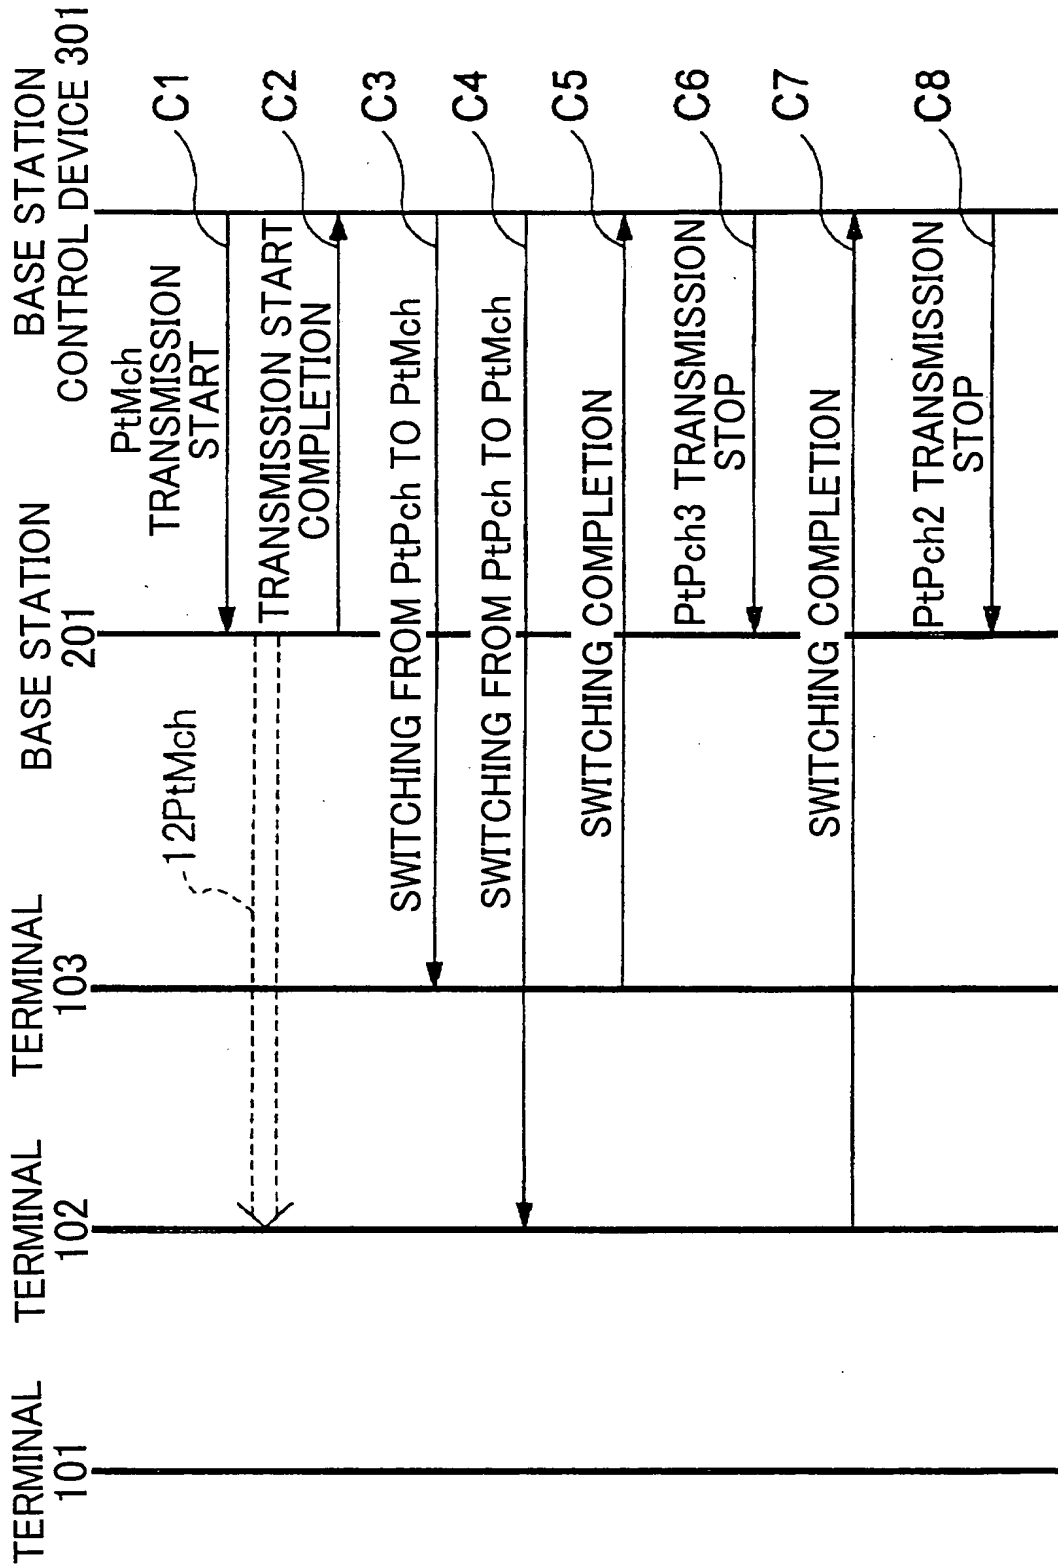 TERMINAL
101
TERMINAL
102
TERMINAL
103
BASE STATION
201
BASE STATION
CONTROL DEVICE 301
PtMch
TRANSMISSION
START
C1
12PtMch
TRANSMISSION START
COMPLETION
C2
SWITCHING FROM PtPch TO PtMch
C3
SWITCHING FROM PtPch TO PtMch
C4
SWITCHING COMPLETION
C5
PtPch3 TRANSMISSION
STOP
C6
SWITCHING COMPLETION
C7
PtPch2 TRANSMISSION
STOP
C8